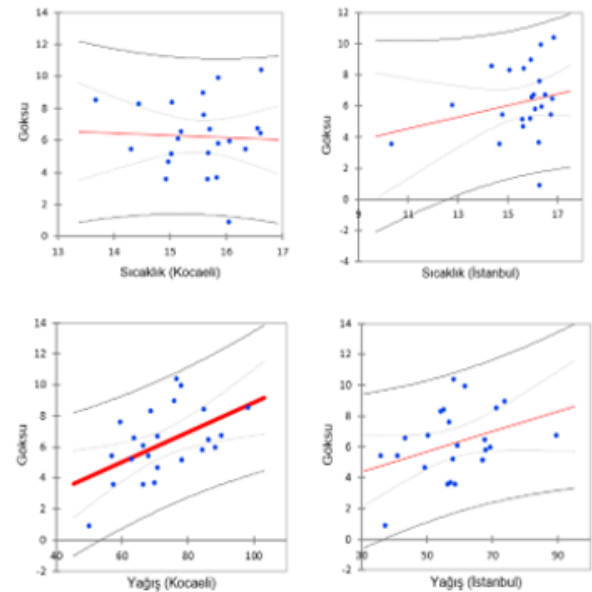 14
12
10
8
6
4
2
0
Göksu
13 14 15 16 17
Sıcaklık (Kocaeli)
12
10
8
6
4
2
0
-2
-4
Göksu
9 11 13 15 17
Sıcaklık (İstanbul)
14
12
10
8
6
4
2
0
-2
Göksu
40 60 80 100
Yağış (Kocaeli)
14
12
10
8
6
4
2
0
-2
Göksu
30 50 70 90
Yağış (İstanbul)